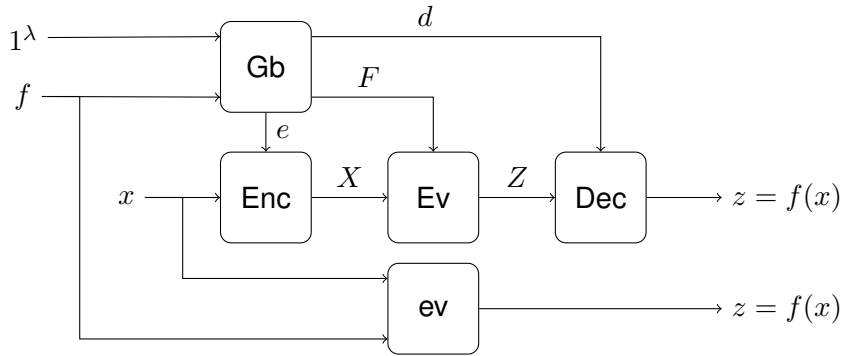 d
1^λ
Gb
f
F
e
x
Enc
X
Ev
Z
Dec
z = f(x)
ev
z = f(x)